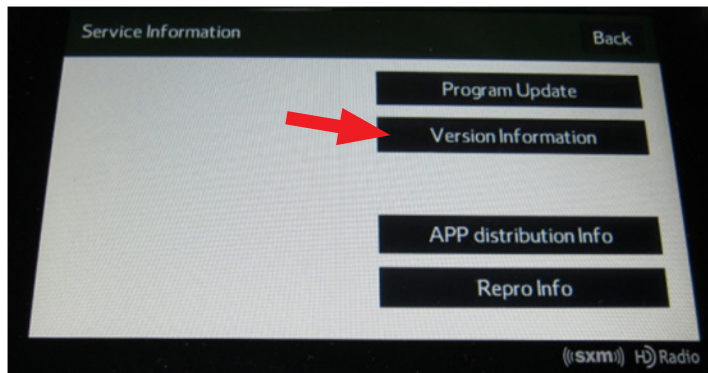 Service Information
Back
Program Update
Version Information
APP distribution Info
Repro Info
((sxm)) HD Radio